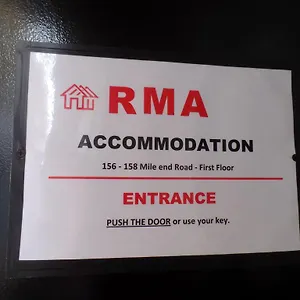 RMA
ACCOMMODATION
156 - 158 Mile end Road - First Floor
ENTRANCE
PUSH THE DOOR or use your key.